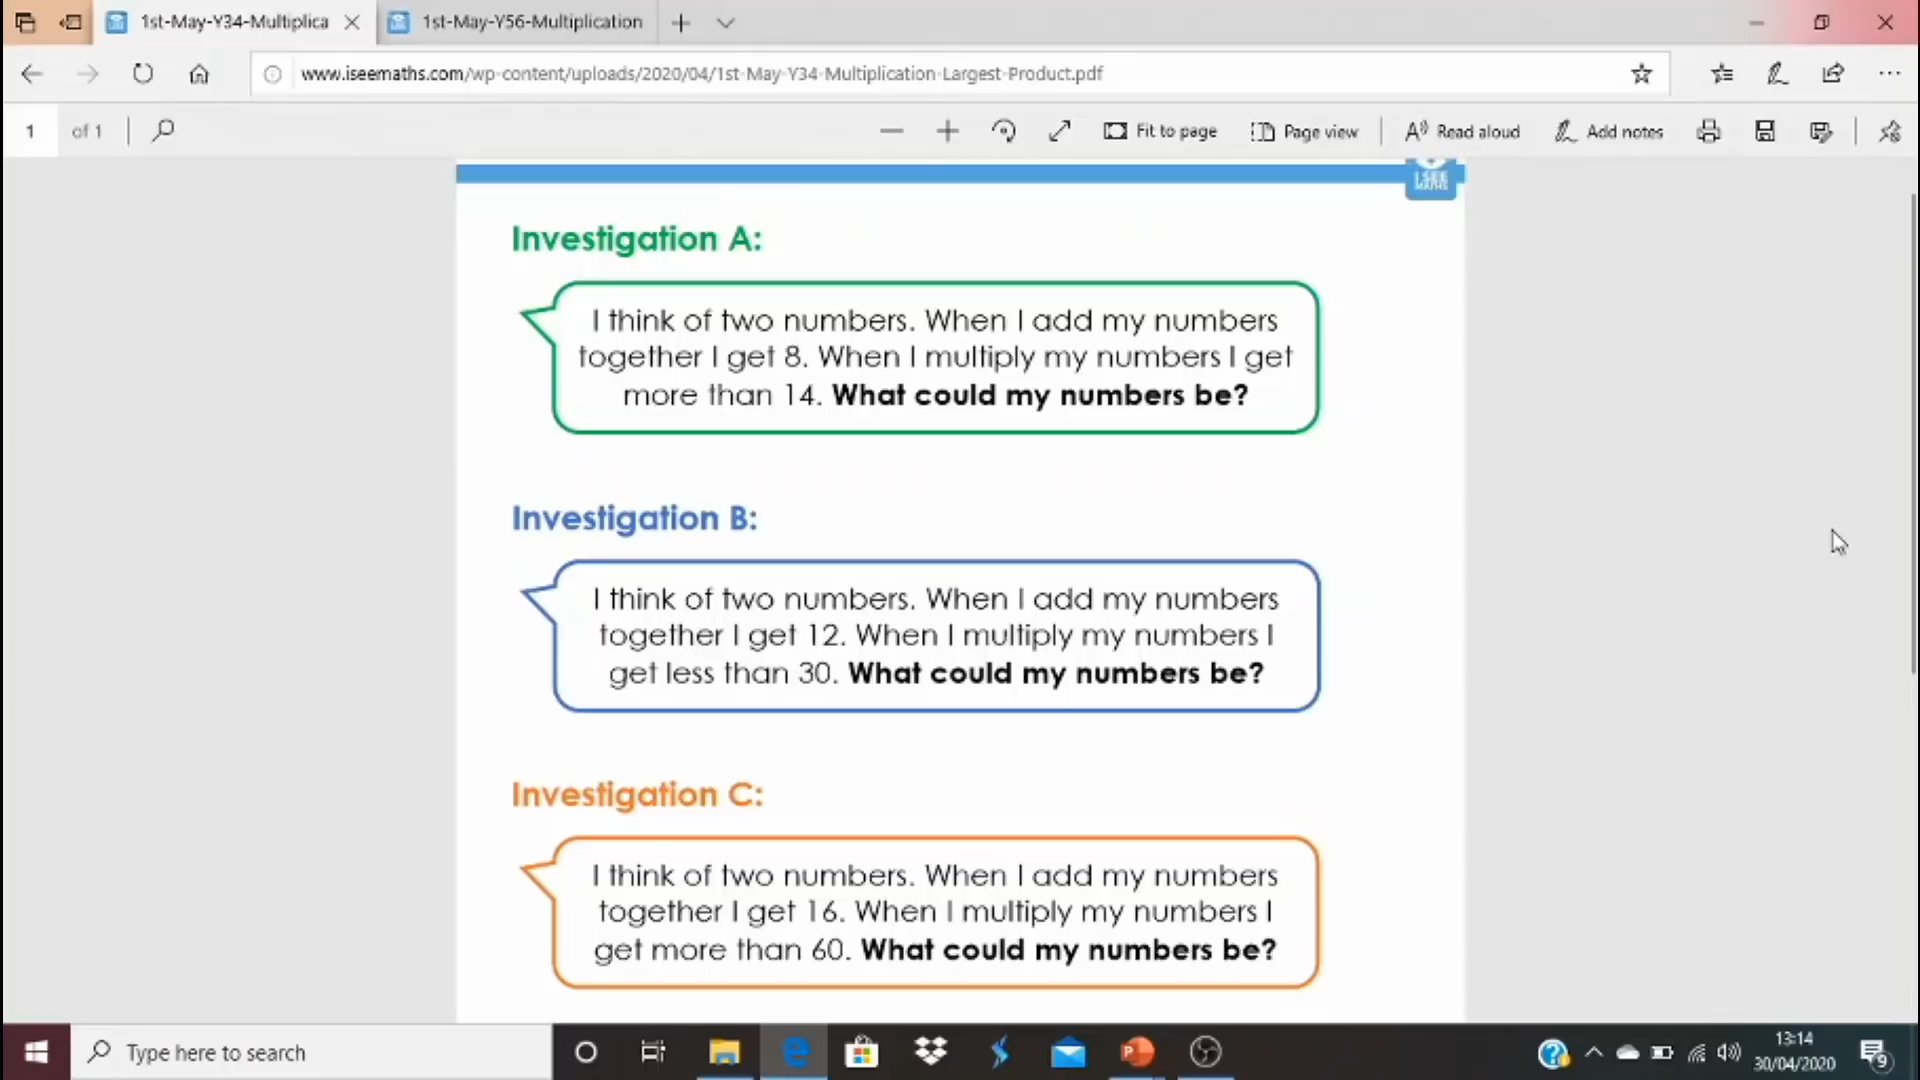 1st-May-Y34-Multiplica
1st-May-Y56-Multiplication
www.iseemaths.com/wp-content/uploads/2020/04/1st-May-Y34-Multiplication-Largest-Product.pdf
1 of 1
Fit to page
Page view
Read aloud
Add notes
I SEE
MATHS
Investigation A:
I think of two numbers. When I add my numbers
together I get 8. When I multiply my numbers I get
more than 14. What could my numbers be?
Investigation B:
I think of two numbers. When I add my numbers
together I get 12. When I multiply my numbers I
get less than 30. What could my numbers be?
Investigation C:
I think of two numbers. When I add my numbers
together I get 16. When I multiply my numbers I
get more than 60. What could my numbers be?
Type here to search
13:14
30/04/2020
9